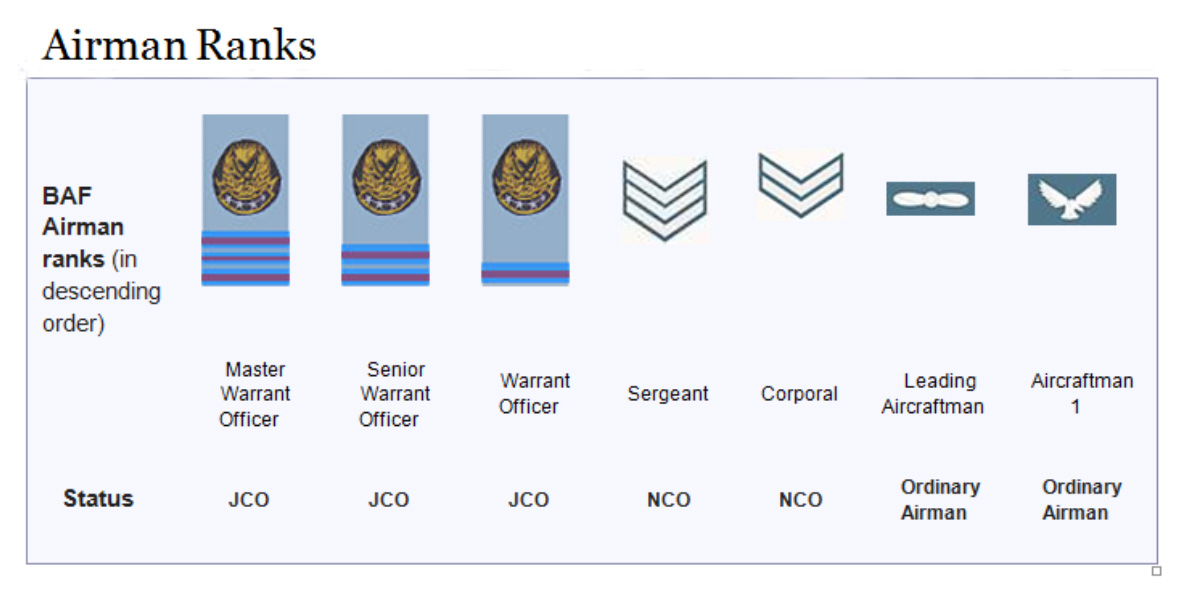 Airman Ranks
BAF
Airman
ranks (in
descending
order)
Master
Warrant
Officer
Senior
Warrant
Officer
Warrant
Officer
Sergeant
Corporal
Leading
Aircraftman
Aircraftman
1
Status
JCO
JCO
JCO
NCO
NCO
Ordinary
Airman
Ordinary
Airman